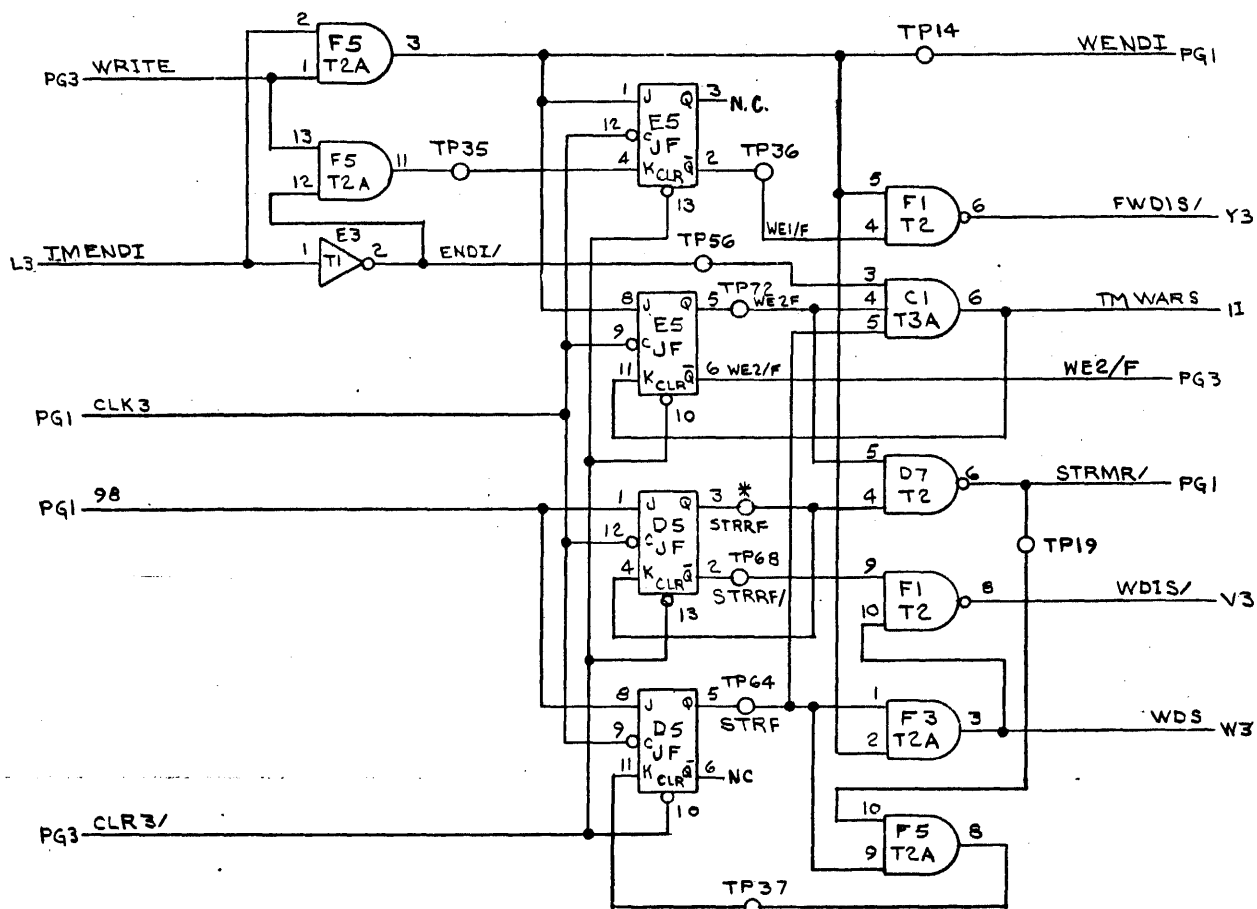 2 F5 T2A 3 TP14 WENDI PG1
PG3 WRITE 1
1 J Q 3 N.C.
12 C E5 JF
13 F5 T2A 11 TP35 4 K CLR Q̄ 2 TP36
12
13
5 F1 T2 6 FWDIS/ Y3
WE1/F 4
L3 TMENDI 1 E3 T1 2 ENDI/ TP56
3 C1 T3A 6 TMWARS 1I
8 J Q 5 TP72 WE2F 4
9 C E5 JF 5
11 K CLR Q̄ 6 WE2/F WE2/F PG3
10
PG1 CLK3
5 D7 T2 6 STRMR/ PG1
PG1 98 1 J Q 3 * STRRF 4
12 C D5 JF TP19
4 K CLR Q̄ 2 TP68 STRRF/ 9 F1 T2 8 WDIS/ V3
13 10
8 J Q 5 TP64 STRF 1 F3 T2A 3 WDS W3
9 C D5 JF 2
11 K CLR Q̄ 6 NC
10
PG3 CLR3/
10 F5 T2A 8
9
TP37